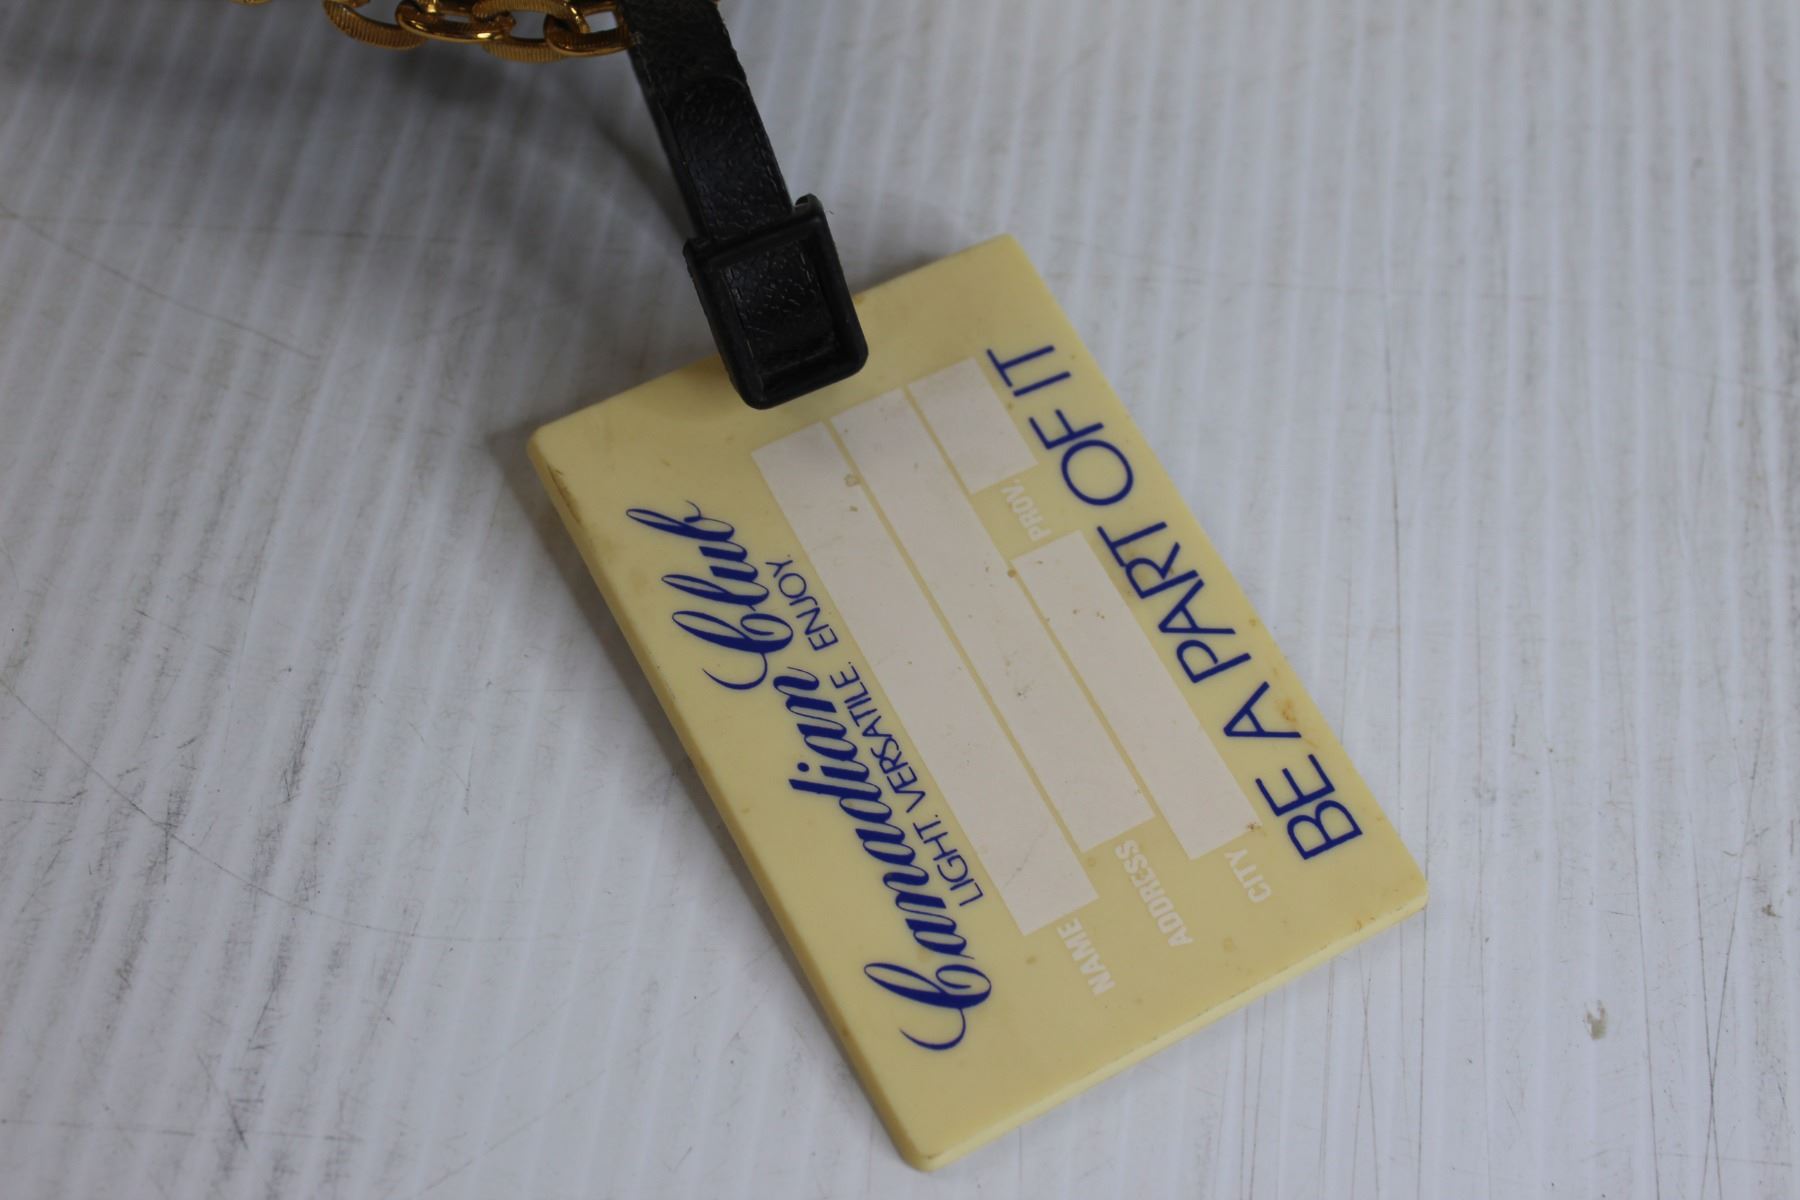 Canadian Club
LIGHT. VERSATILE. ENJOY.
NAME
ADDRESS
CITY PROV.
BE A PART OF IT